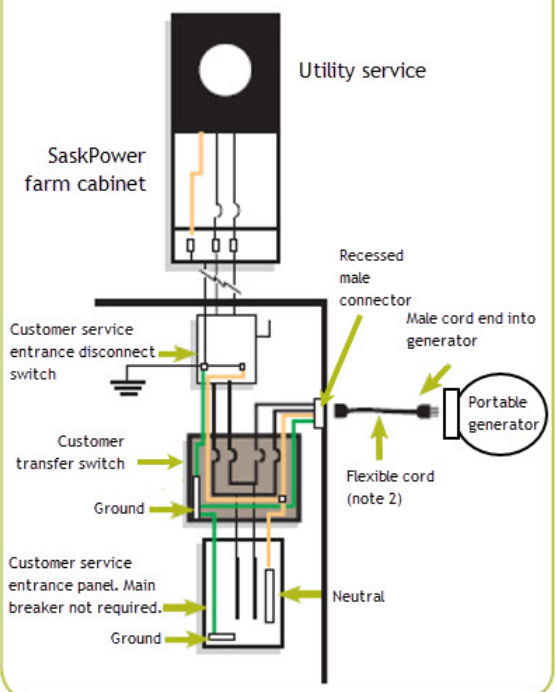 Utility service
SaskPower
farm cabinet
Recessed
male
connector
Male cord end into
generator
Customer service
entrance disconnect
switch
Portable
generator
Customer
transfer switch
Flexible cord
(note 2)
Ground
Customer service
entrance panel. Main
breaker not required.
Neutral
Ground